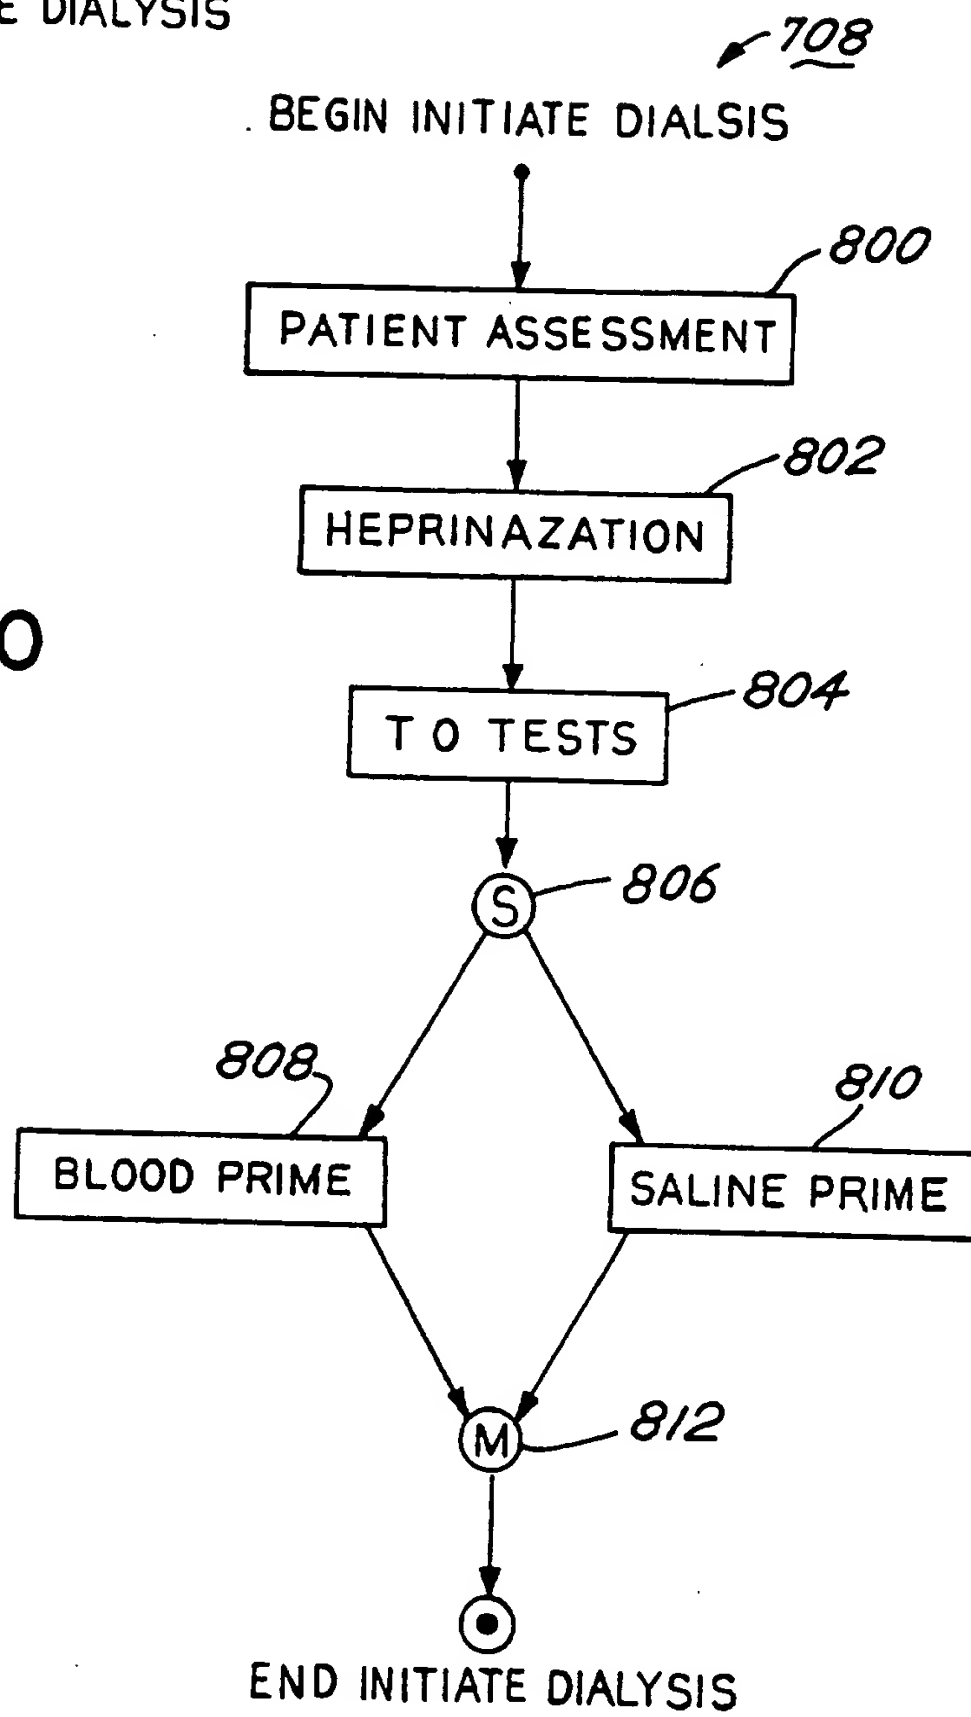 E DIALYSIS
708
BEGIN INITIATE DIALSIS
800
PATIENT ASSESSMENT
802
HEPRINAZATION
O
804
TO TESTS
806
S
808
810
BLOOD PRIME
SALINE PRIME
812
M
END INITIATE DIALYSIS